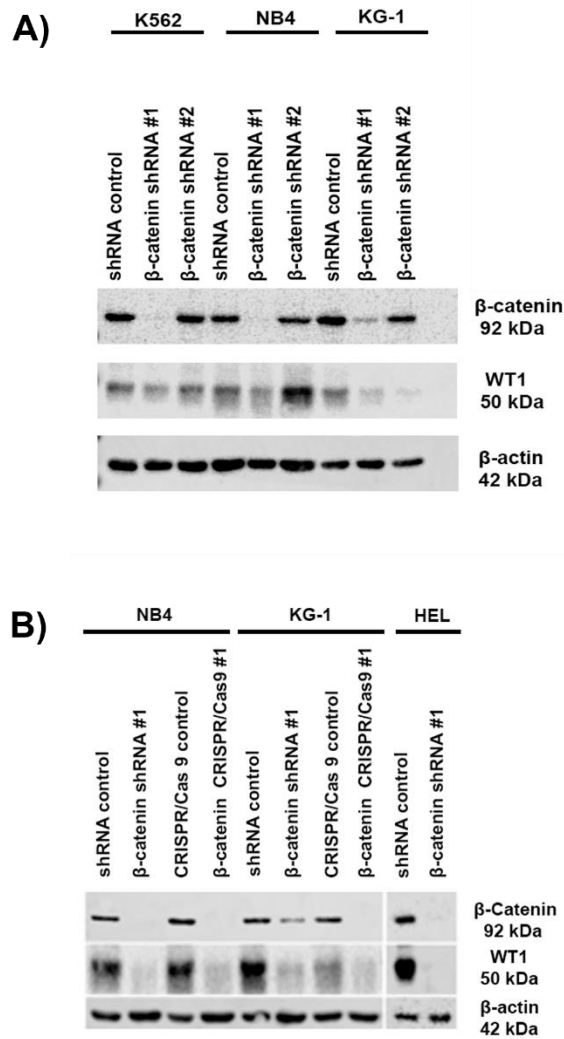 A)
K562 NB4 KG-1
shRNA control
β-catenin shRNA #1
β-catenin shRNA #2
shRNA control
β-catenin shRNA #1
β-catenin shRNA #2
shRNA control
β-catenin shRNA #1
β-catenin shRNA #2
β-catenin
92 kDa
WT1
50 kDa
β-actin
42 kDa
B)
NB4 KG-1 HEL
shRNA control
β-catenin shRNA #1
CRISPR/Cas 9 control
β-catenin CRISPR/Cas9 #1
shRNA control
β-catenin shRNA #1
CRISPR/Cas 9 control
β-catenin CRISPR/Cas9 #1
shRNA control
β-catenin shRNA #1
β-Catenin
92 kDa
WT1
50 kDa
β-actin
42 kDa